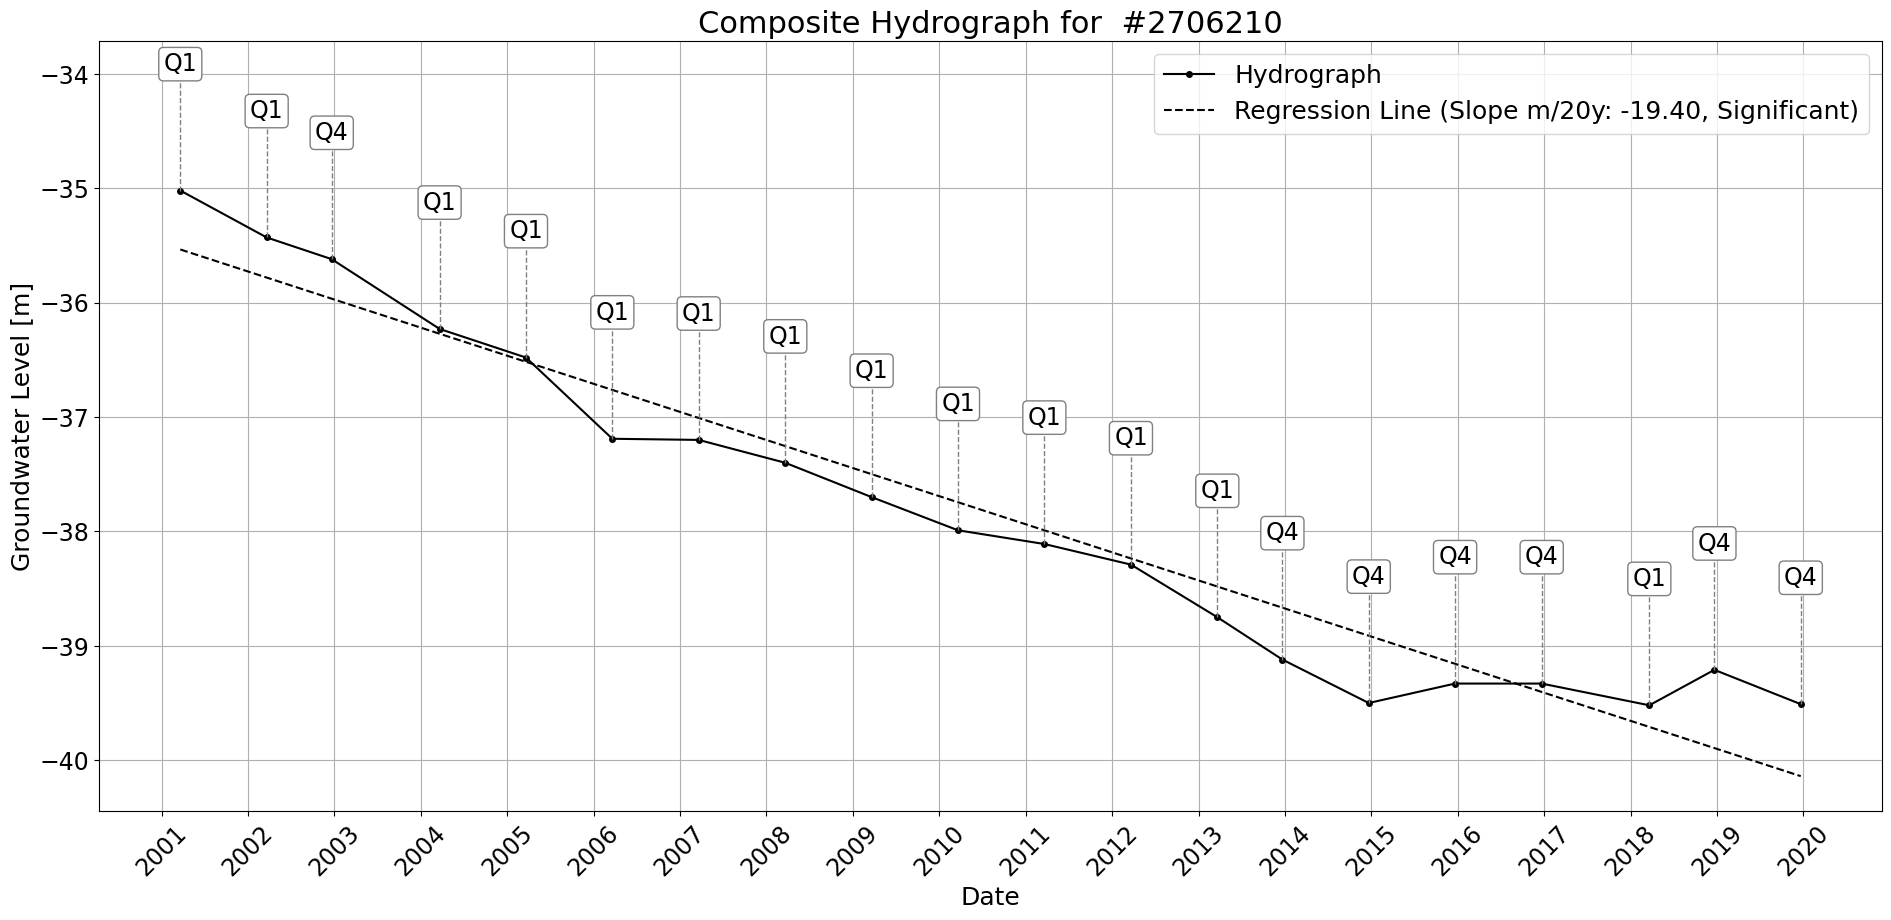 Composite Hydrograph for  #2706210
Hydrograph
Regression Line (Slope m/20y: -19.40, Significant)
Groundwater Level [m]
−34
−35
−36
−37
−38
−39
−40
Q1
Q1
Q4
Q1
Q1
Q1
Q1
Q1
Q1
Q1
Q1
Q1
Q1
Q4
Q4
Q4
Q4
Q1
Q4
Q4
2001
2002
2003
2004
2005
2006
2007
2008
2009
2010
2011
2012
2013
2014
2015
2016
2017
2018
2019
2020
Date